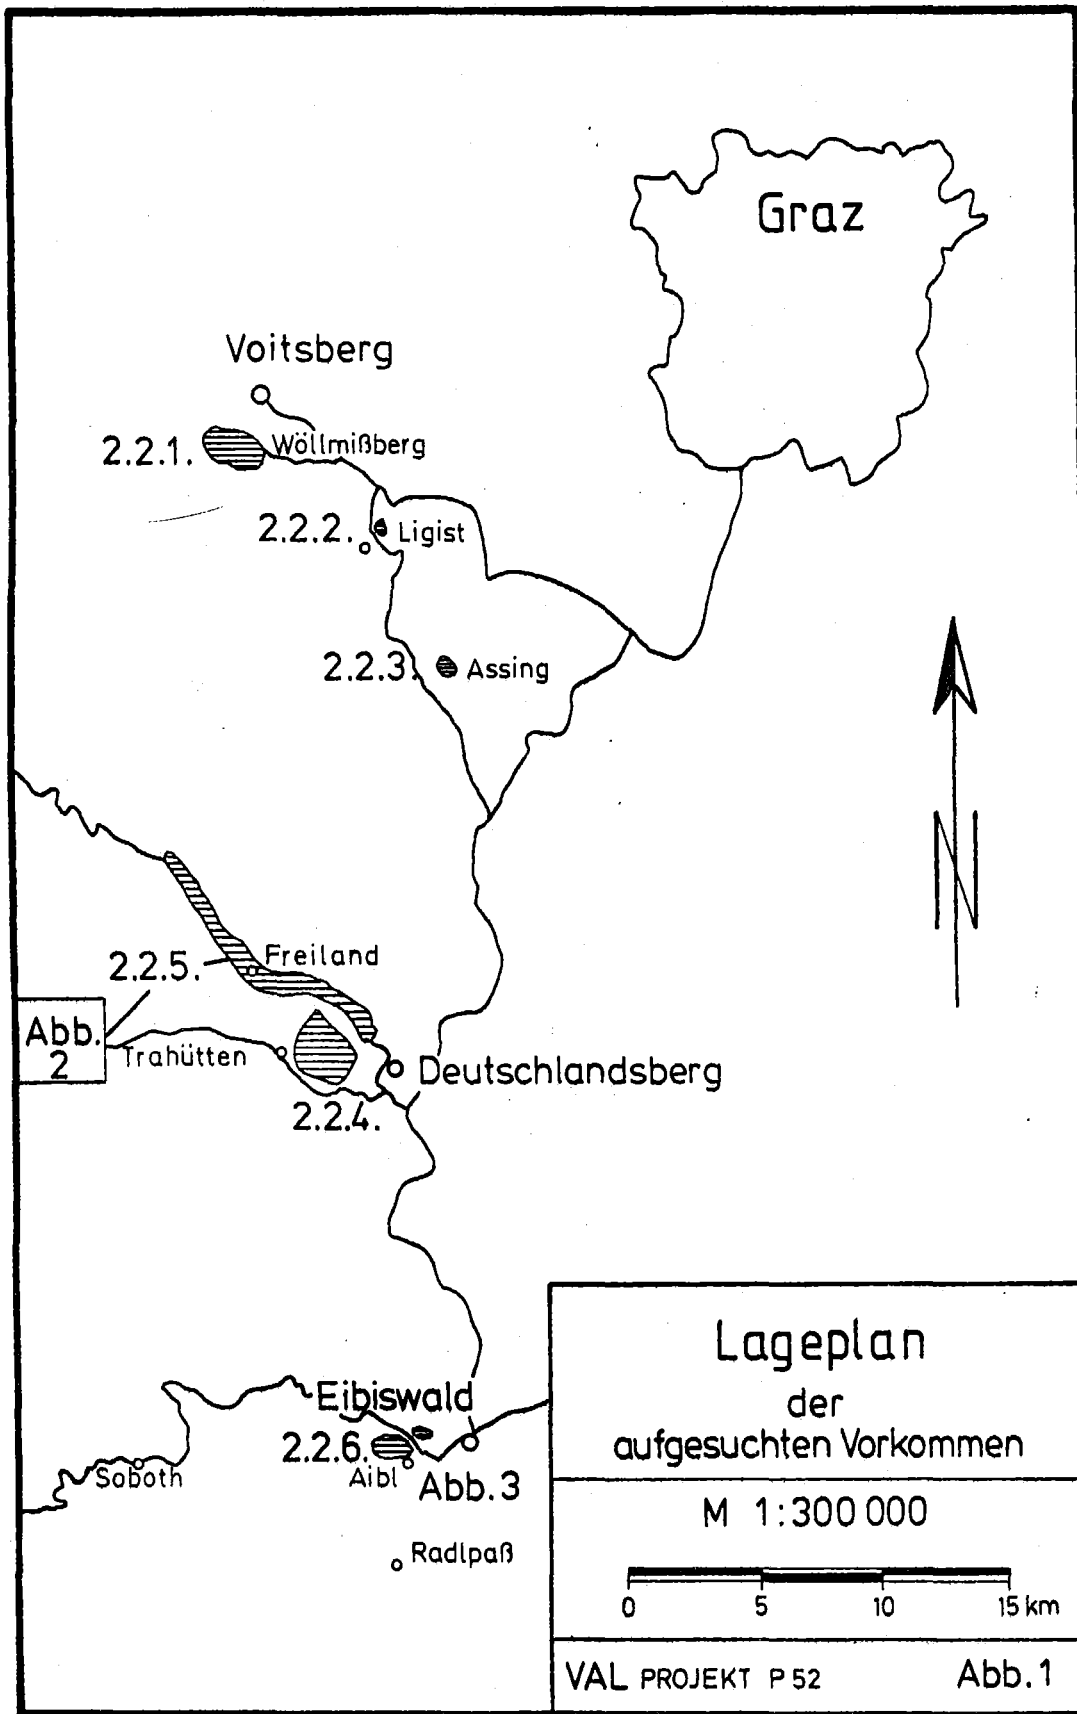 Graz
Voitsberg
2.2.1.
Wöllmißberg
2.2.2.
Ligist
2.2.3.
Assing
N
Freiland
2.2.5.
Abb.
2
Trahütten
Deutschlandsberg
2.2.4.
Eibiswald
2.2.6.
Soboth
Aibl
Abb.3
Radlpaß
Lageplan
der
aufgesuchten Vorkommen
M 1:300 000
0 5 10 15 km
VAL PROJEKT P 52
Abb.1